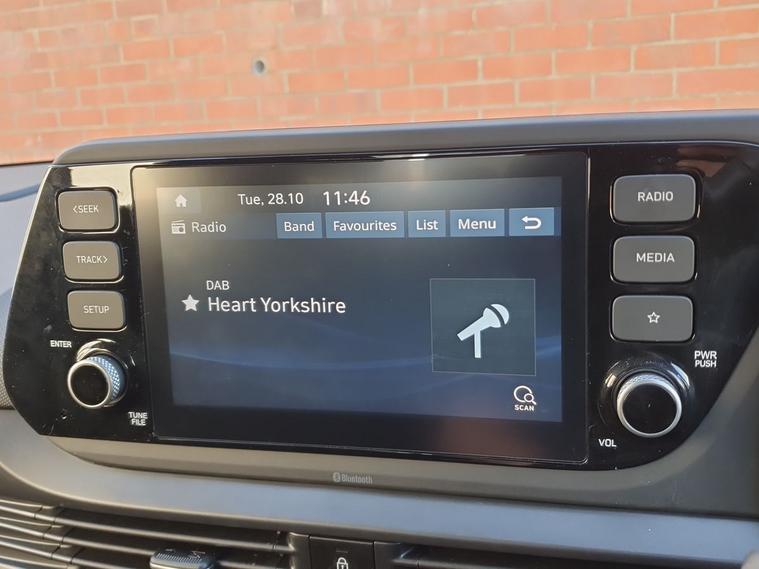 <SEEK
TRACK>
SETUP
ENTER
TUNE
FILE
Tue, 28.10 11:46
Radio Band Favourites List Menu
DAB
Heart Yorkshire
SCAN
RADIO
MEDIA
PWR
PUSH
VOL
Bluetooth